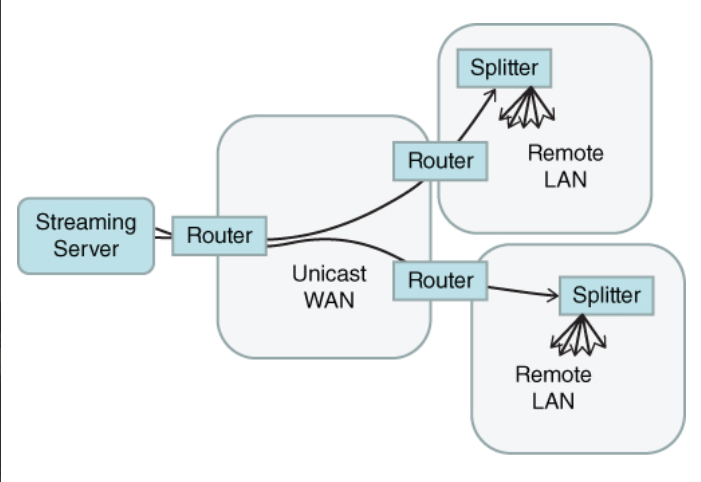 Splitter
Router
Remote
LAN
Streaming
Server
Router
Unicast
WAN
Router
Splitter
Remote
LAN